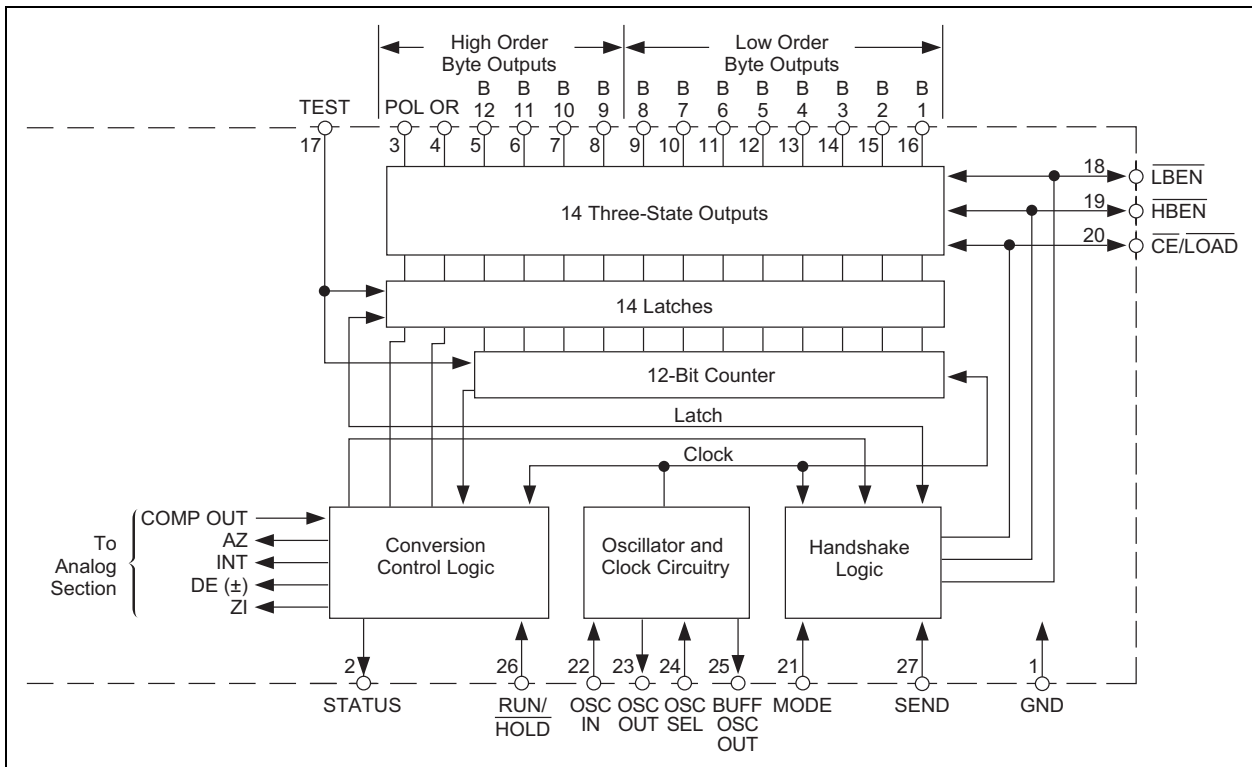 High Order
Byte Outputs
Low Order
Byte Outputs
B B B B B B B B B B B B
TEST POL OR 12 11 10 9 8 7 6 5 4 3 2 1
17 3 4 5 6 7 8 9 10 11 12 13 14 15 16
14 Three-State Outputs
18 LBEN
19 HBEN
20 CE/LOAD
14 Latches
12-Bit Counter
Latch
Clock
To
Analog
Section
COMP OUT
AZ
INT
DE (±)
ZI
Conversion
Control Logic
Oscillator and
Clock Circuitry
Handshake
Logic
2 26 22 23 24 25 21 27 1
STATUS
RUN/
HOLD
OSC
IN
OSC
OUT
OSC
SEL
BUFF
OSC
OUT
MODE
SEND
GND